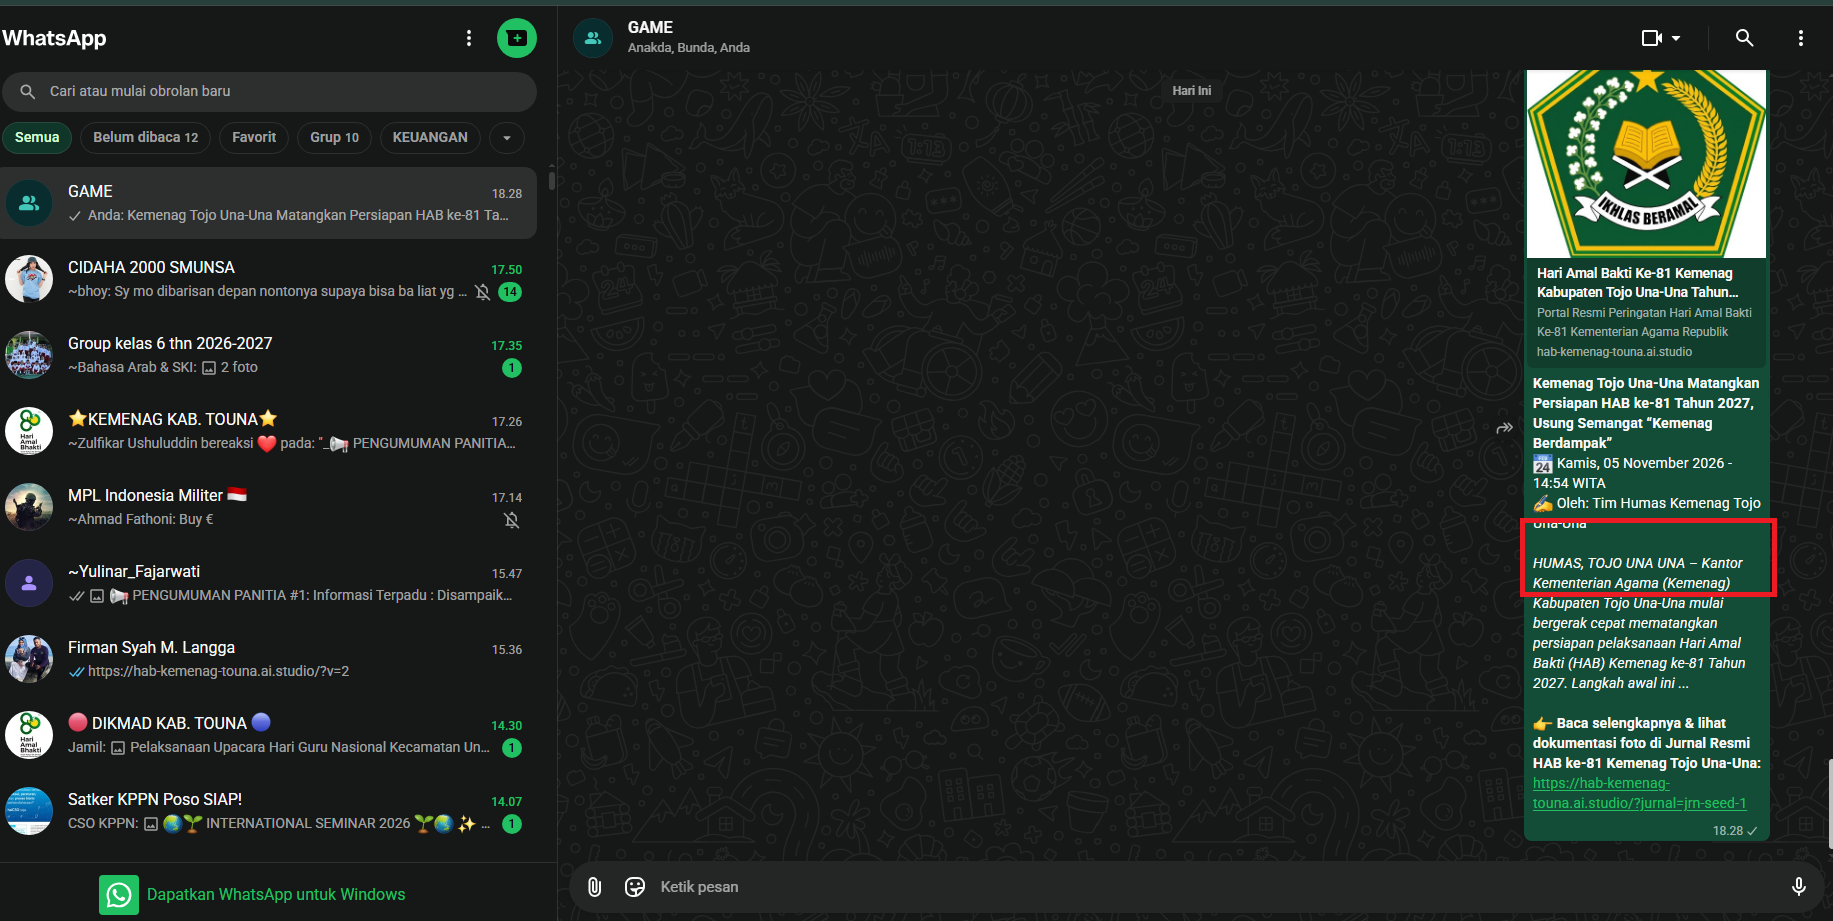 WhatsApp
Cari atau mulai obrolan baru
Semua
Belum dibaca 12
Favorit
Grup 10
KEUANGAN
GAME
18.28
Anda: Kemenag Tojo Una-Una Matangkan Persiapan HAB ke-81 Ta...
CIDAHA 2000 SMUNSA
17.50
~bhoy: Sy mo dibarisan depan nontonya supaya bisa ba liat yg ...
14
Group kelas 6 thn 2026-2027
17.35
~Bahasa Arab & SKI: 2 foto
1
⭐KEMENAG KAB. TOUNA⭐
17.26
~Zulfikar Ushuluddin bereaksi ❤️ pada: "_📢 PENGUMUMAN PANITIA...
Hari
Amal
Bhakti
MPL Indonesia Militer 🇮🇩
17.14
~Ahmad Fathoni: Buy €
~Yulinar_Fajarwati
15.47
📢 PENGUMUMAN PANITIA #1: Informasi Terpadu : Disampaik...
Firman Syah M. Langga
15.36
https://hab-kemenag-touna.ai.studio/?v=2
🔴 DIKMAD KAB. TOUNA 🔵
14.30
Jamil: Pelaksanaan Upacara Hari Guru Nasional Kecamatan Un...
1
Hari
Amal
Bhakti
Satker KPPN Poso SIAP!
14.07
CSO KPPN: 🌏🌱 INTERNATIONAL SEMINAR 2026 🌱🌏 ✨ ...
1
Dapatkan WhatsApp untuk Windows
GAME
Anakda, Bunda, Anda
Hari Ini
IKHLAS BERAMAL
Hari Amal Bakti Ke-81 Kemenag
Kabupaten Tojo Una-Una Tahun...
Portal Resmi Peringatan Hari Amal Bakti
Ke-81 Kementerian Agama Republik
hab-kemenag-touna.ai.studio
Kemenag Tojo Una-Una Matangkan
Persiapan HAB ke-81 Tahun 2027,
Usung Semangat “Kemenag
Berdampak”
📅 Kamis, 05 November 2026 -
14:54 WITA
✍️ Oleh: Tim Humas Kemenag Tojo
Una-Una
HUMAS, TOJO UNA UNA – Kantor
Kementerian Agama (Kemenag)
Kabupaten Tojo Una-Una mulai
bergerak cepat mematangkan
persiapan pelaksanaan Hari Amal
Bakti (HAB) Kemenag ke-81 Tahun
2027. Langkah awal ini ...
👉 Baca selengkapnya & lihat
dokumentasi foto di Jurnal Resmi
HAB ke-81 Kemenag Tojo Una-Una:
https://hab-kemenag-
touna.ai.studio/?jurnal=jrn-seed-1
18.28
Ketik pesan